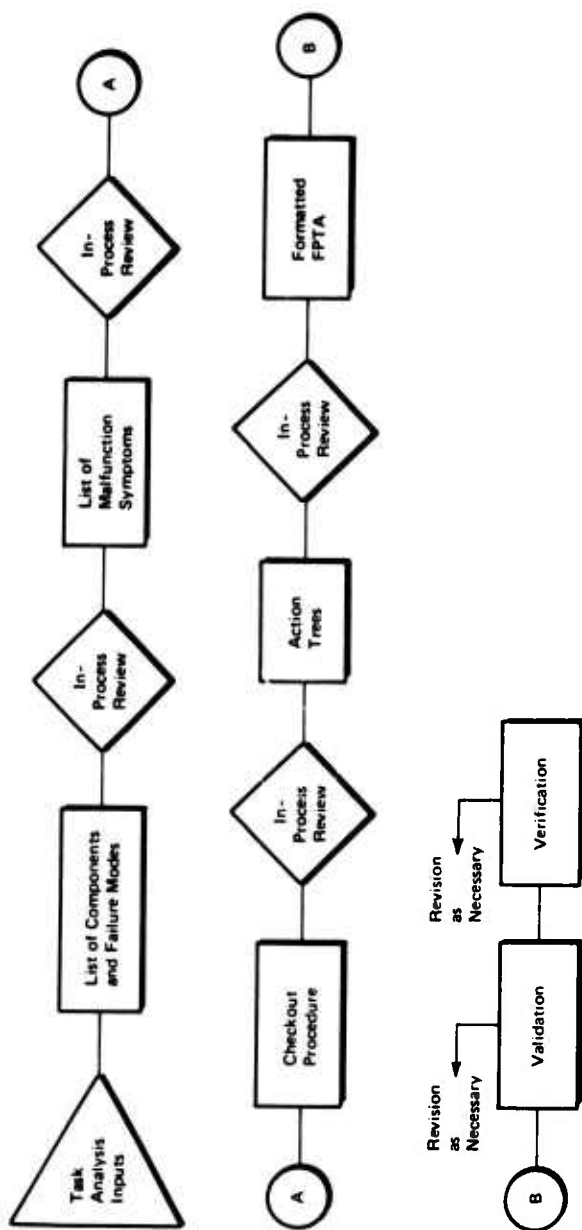 Task
Analysis
Inputs
List of Components
and Failure Modes
In-
Process
Review
List of
Malfunction
Symptoms
In-
Process
Review
A
A
Checkout
Procedure
In-
Process
Review
Action
Trees
In-
Process
Review
Formatted
FPTA
B
B
Validation
Revision
as
Necessary
Verification
Revision
as
Necessary